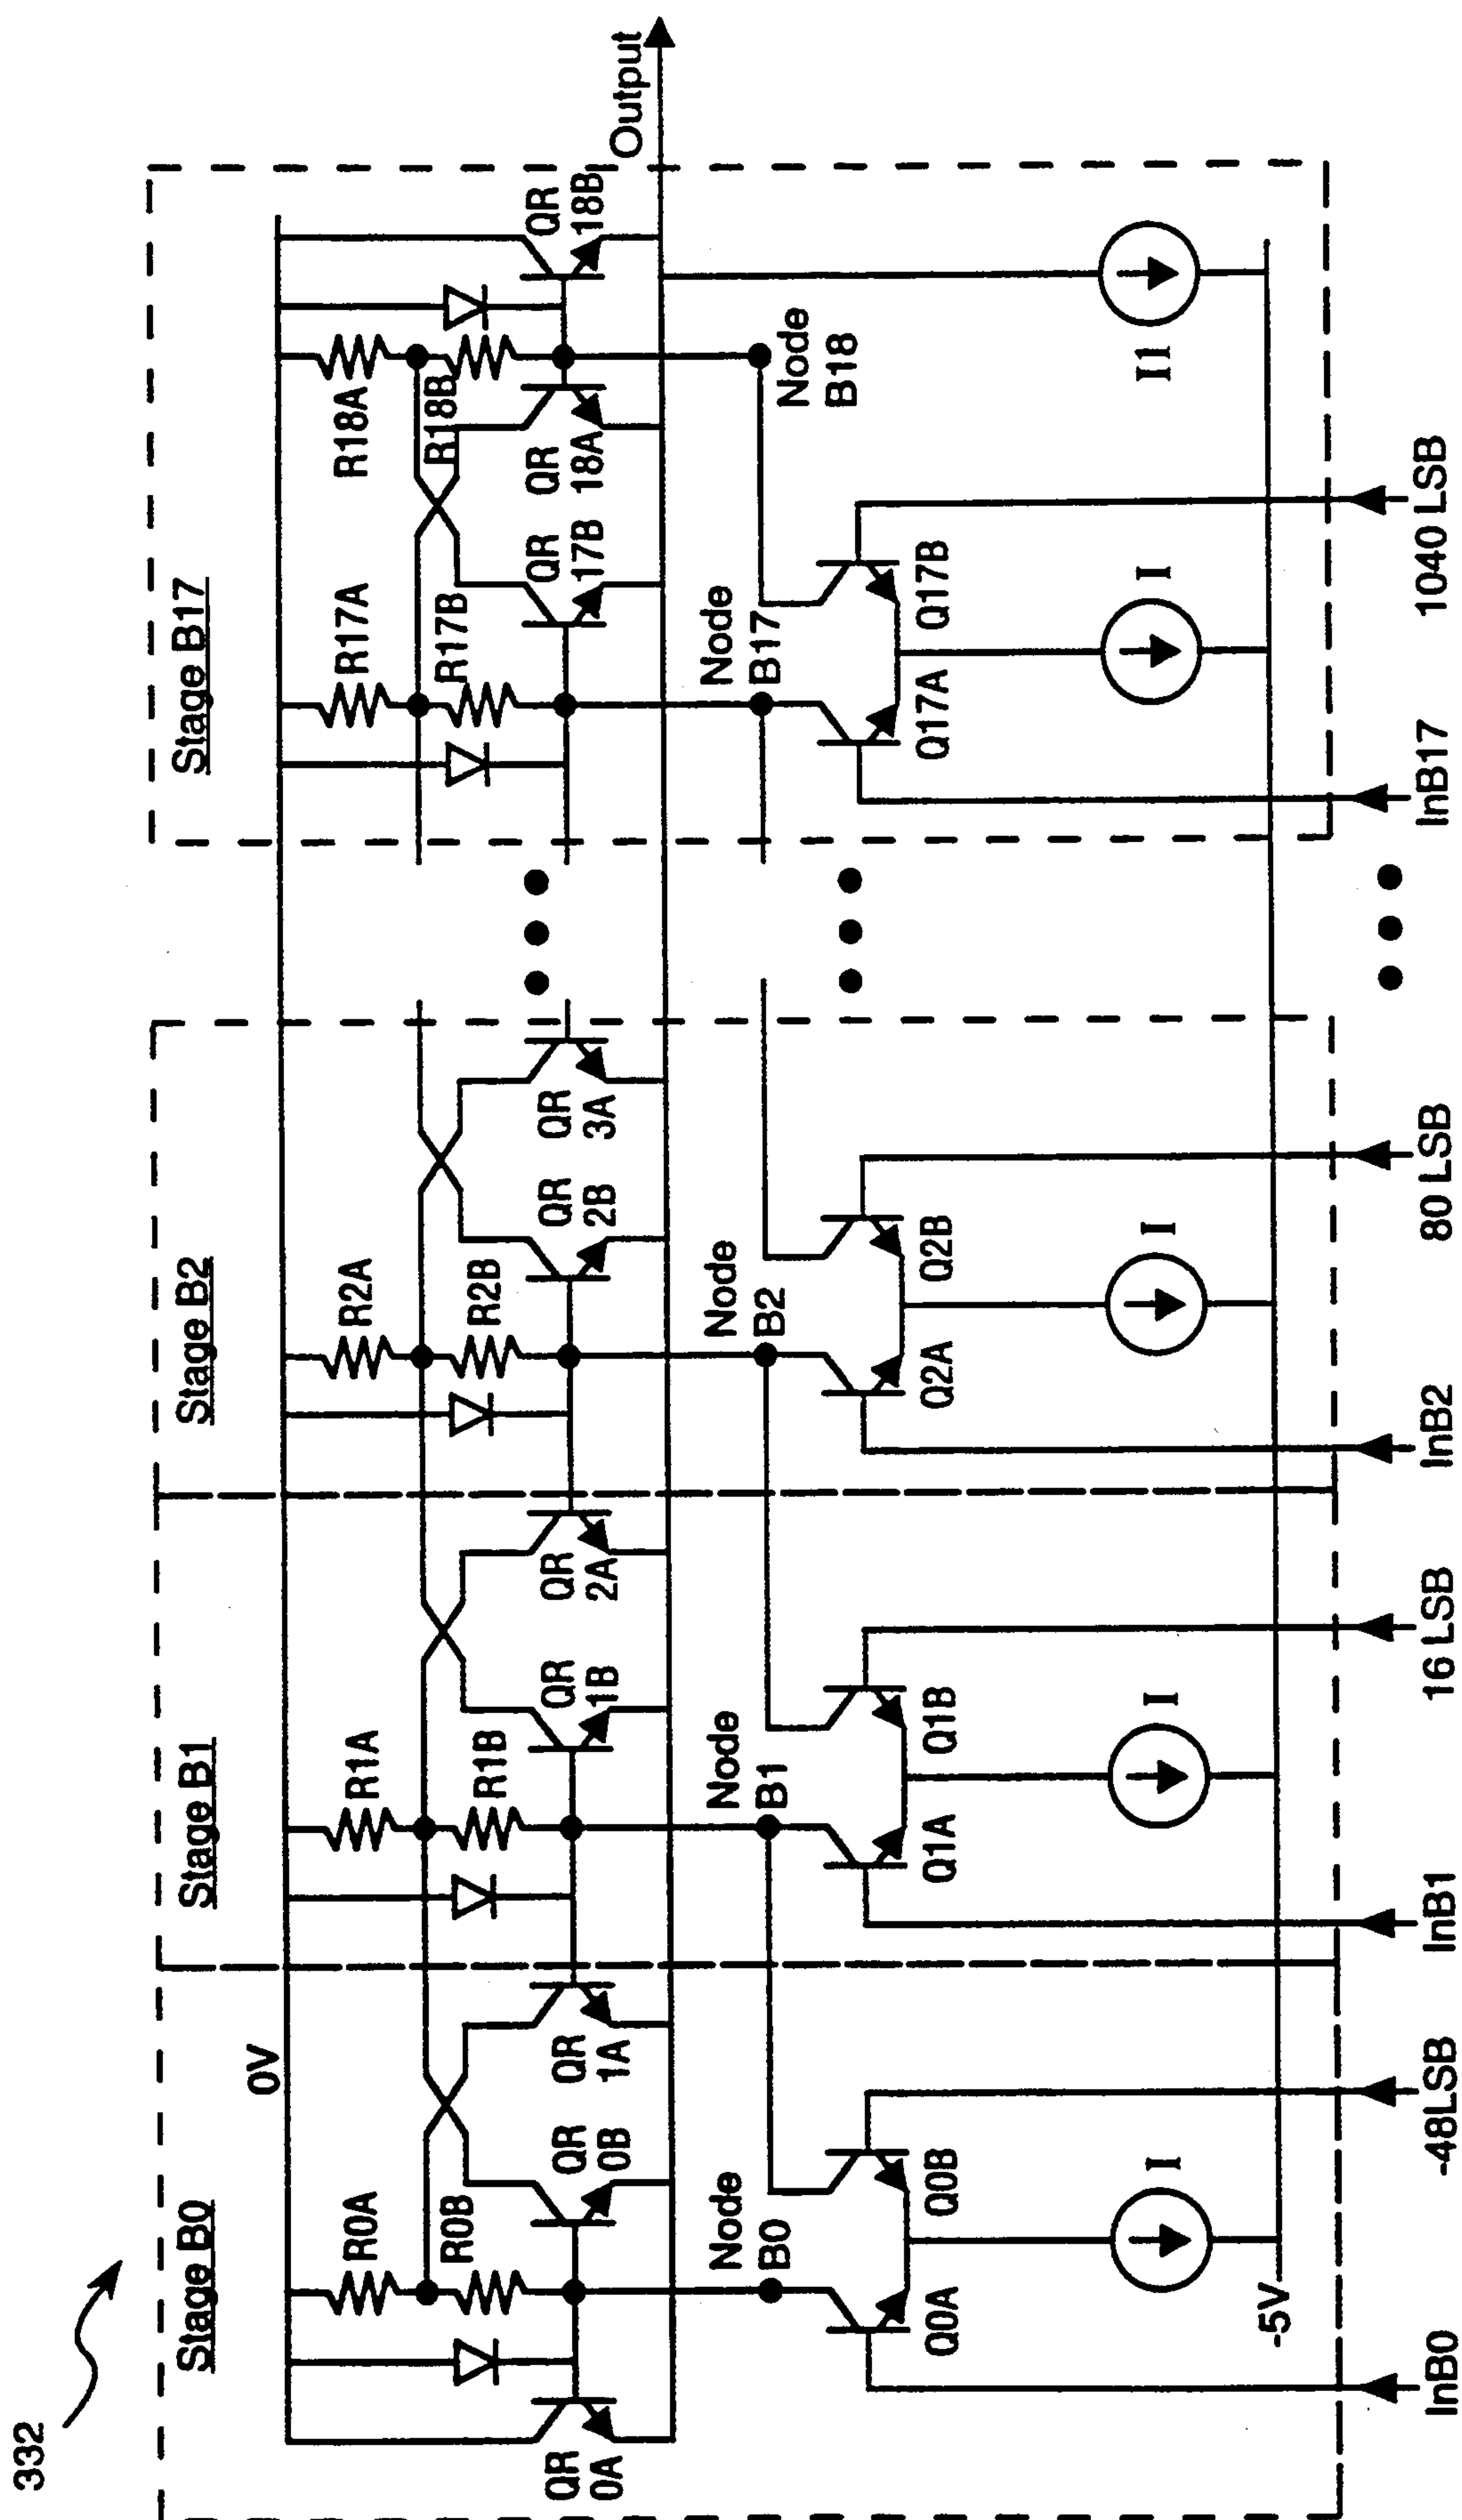 332
Stage B0
Stage B1
Stage B2
Stage B17
0V
R0A
R0B
R1A
R1B
R2A
R2B
R17A
R17B
R18A
R18B
QR
0A
QR
0B
QR
1A
QR
1B
QR
2A
QR
2B
QR
3A
QR
17B
QR
18A
QR
18B
Output
Node
B0
Node
B1
Node
B2
Node
B17
Node
B18
Q0A
Q0B
Q1A
Q1B
Q2A
Q2B
Q17A
Q17B
I
I
I
I
I1
-5V
InB0
-48LSB
InB1
16 LSB
InB2
80 LSB
InB17
1040 LSB